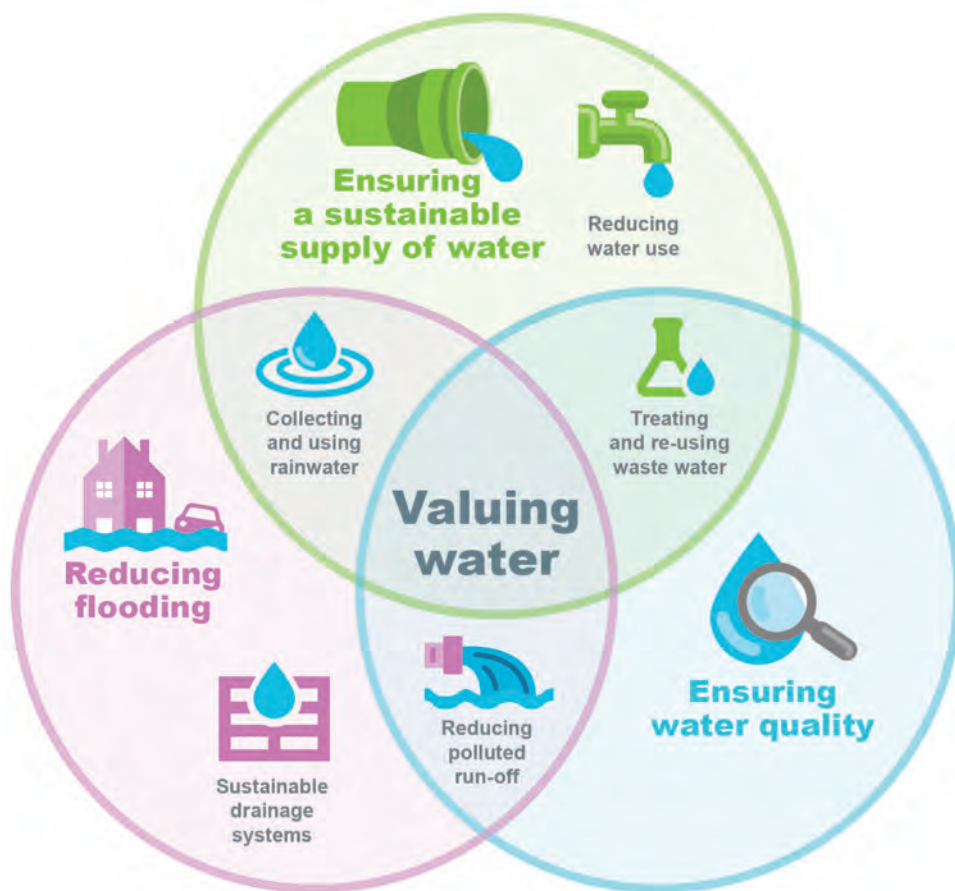 Ensuring
a sustainable
supply of water
Reducing
water use
Collecting
and using
rainwater
Treating
and re-using
waste water
Valuing
water
Reducing
flooding
Ensuring
water quality
Sustainable
drainage
systems
Reducing
polluted
run-off